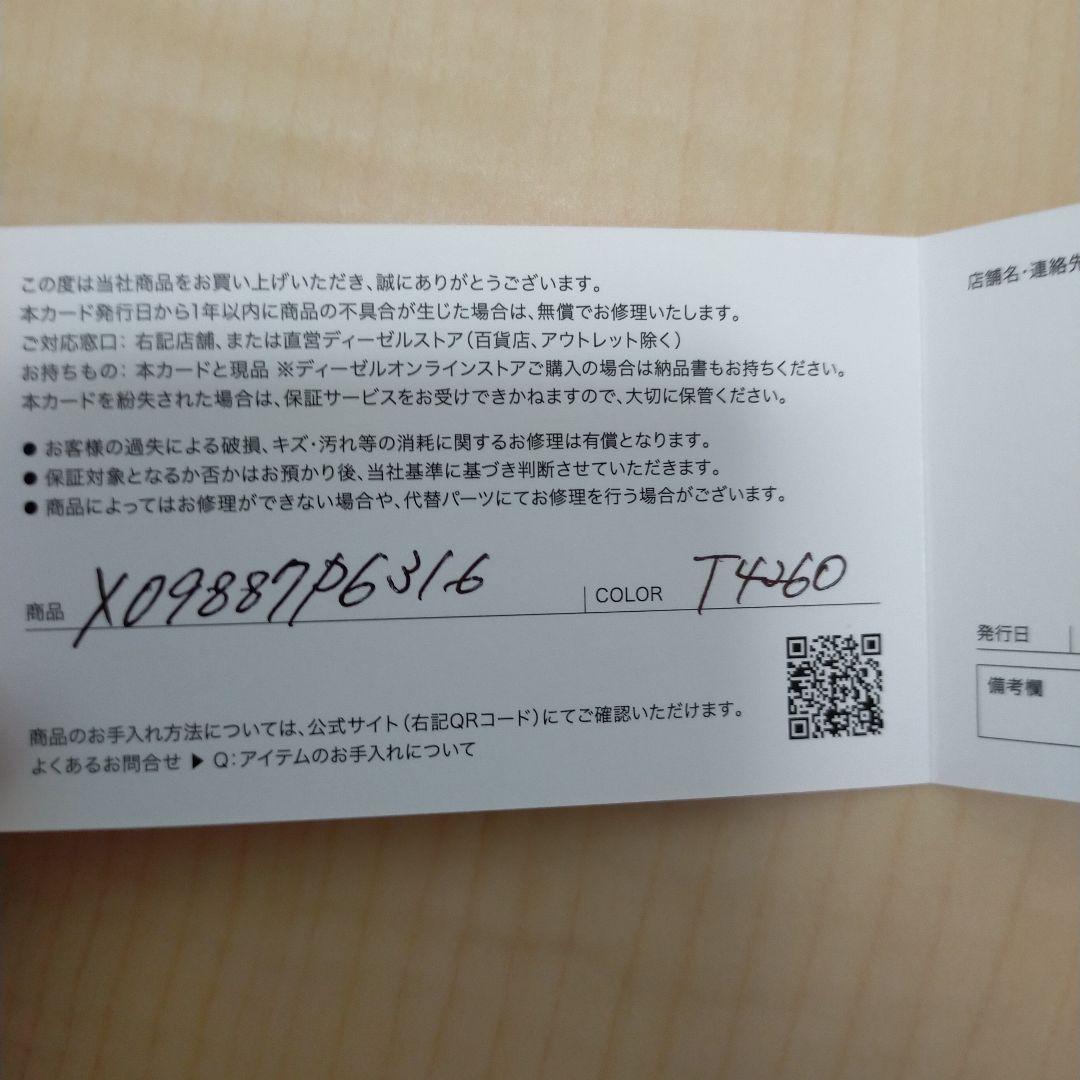 この度は当社商品をお買い上げいただき、誠にありがとうございます。
本カード発行日から1年以内に商品の不具合が生じた場合は、無償でお修理いたします。
ご対応窓口: 右記店舗、または直営ディーゼルストア(百貨店、アウトレット除く)
お持ちもの: 本カードと現品 ※ディーゼルオンラインストアご購入の場合は納品書もお持ちください。
本カードを紛失された場合は、保証サービスをお受けできかねますので、大切に保管ください。
● お客様の過失による破損、キズ・汚れ等の消耗に関するお修理は有償となります。
● 保証対象となるか否かはお預かり後、当社基準に基づき判断させていただきます。
● 商品によってはお修理ができない場合や、代替パーツにてお修理を行う場合がございます。
商品 X09887P6316 COLOR T4260
商品のお手入れ方法については、公式サイト(右記QRコード)にてご確認いただけます。
よくあるお問合せ ▶ Q:アイテムのお手入れについて
店舗名・連絡先
発行日
備考欄